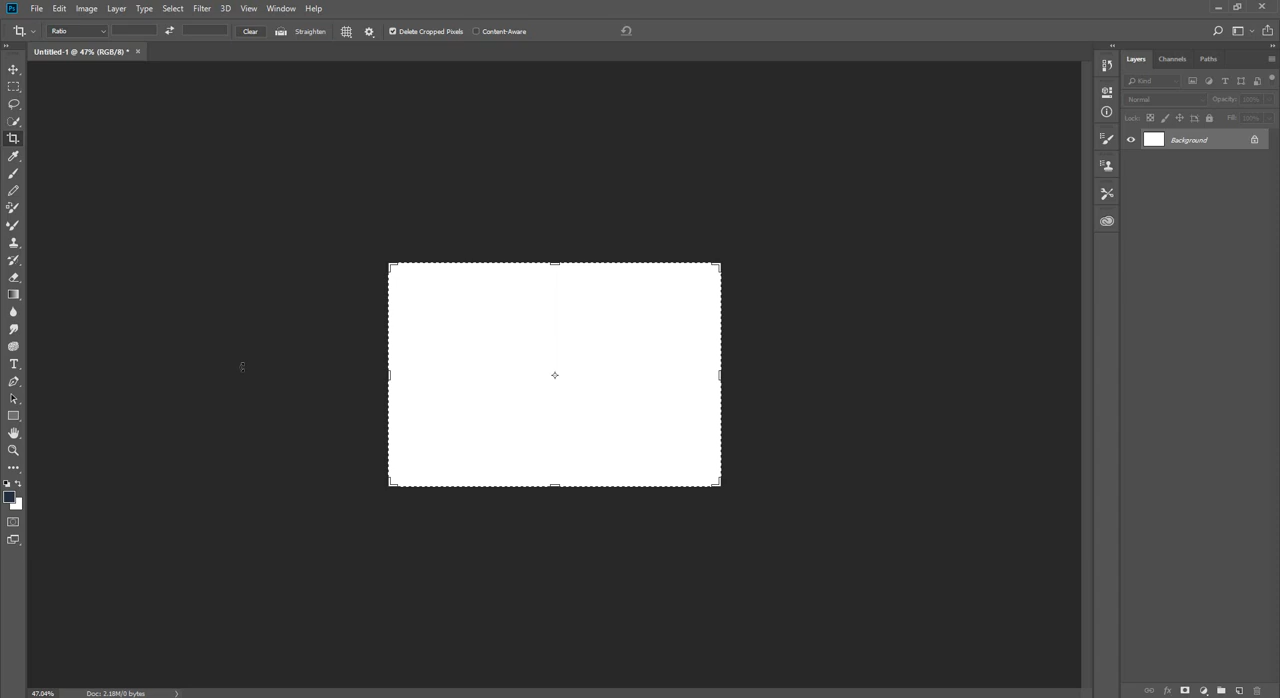 Ps File Edit Image Layer Type Select Filter 3D View Window Help
Ratio Clear Straighten Delete Cropped Pixels Content-Aware
Untitled-1 @ 47% (RGB/8) * ×
Layers Channels Paths
Kind
Normal Opacity: 100%
Lock: Fill: 100%
Background
47.04% Doc: 2.18M/0 bytes